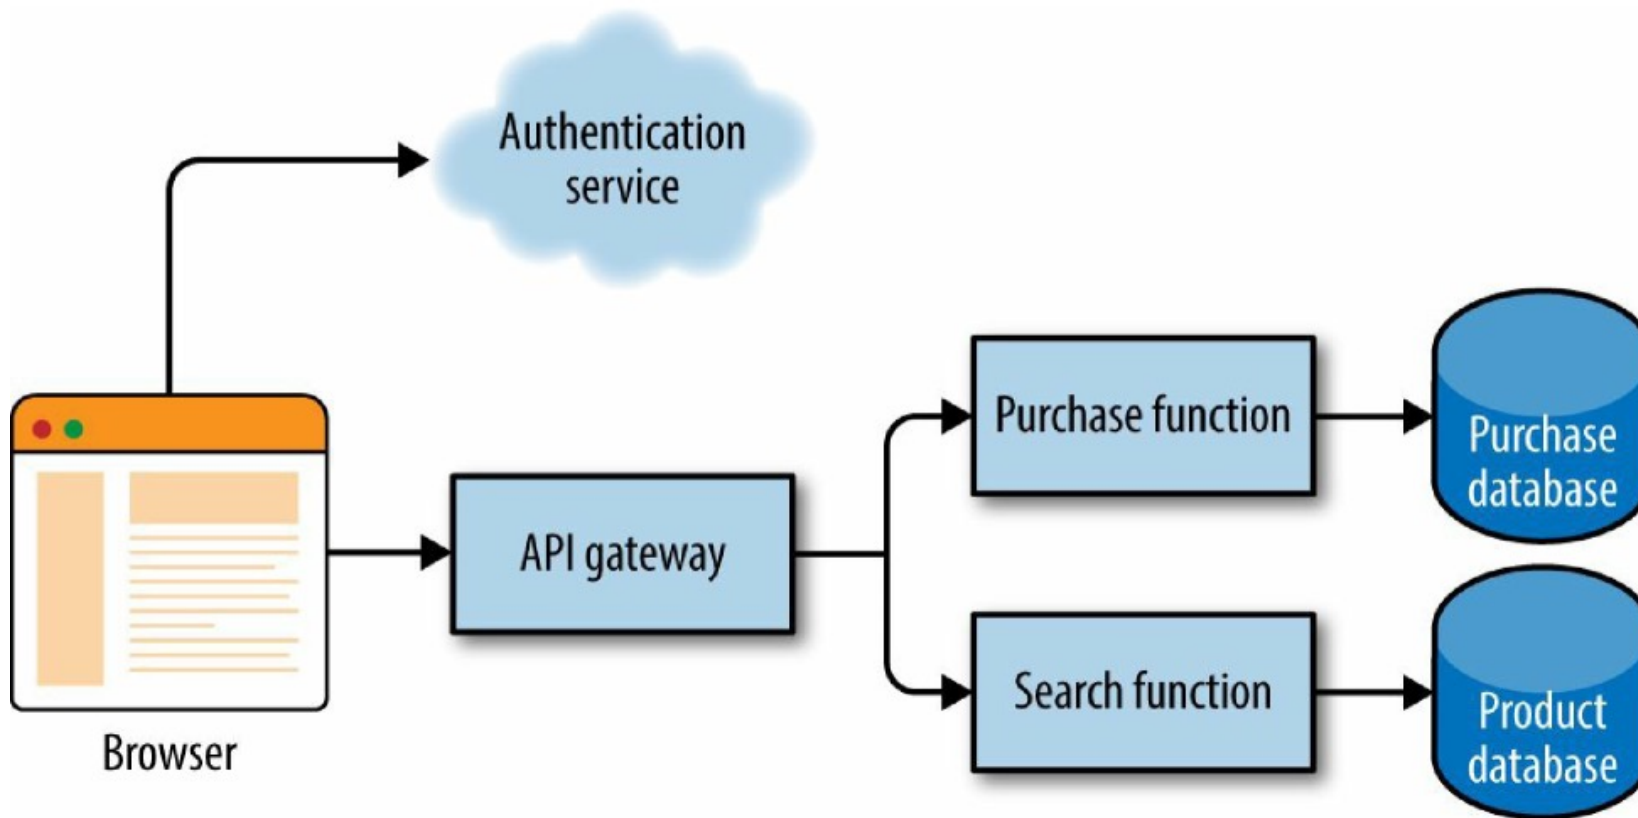 Authentication
service
Purchase function
Purchase
database
API gateway
Search function
Product
database
Browser